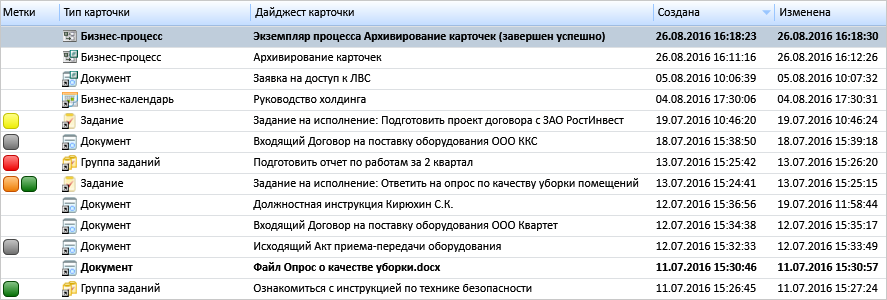 Метки Тип карточки Дайджест карточки Создана Изменена
Бизнес-процесс Экземпляр процесса Архивирование карточек (завершен успешно) 26.08.2016 16:18:23 26.08.2016 16:18:30
Бизнес-процесс Архивирование карточек 26.08.2016 16:11:16 26.08.2016 16:12:26
Документ Заявка на доступ к ЛВС 05.08.2016 10:06:39 05.08.2016 10:07:32
Бизнес-календарь Руководство холдинга 04.08.2016 17:30:06 04.08.2016 17:30:31
Задание Задание на исполнение: Подготовить проект договора с ЗАО РостИнвест 19.07.2016 10:46:20 19.07.2016 10:46:24
Документ Входящий Договор на поставку оборудования ООО ККС 18.07.2016 15:38:50 18.07.2016 15:39:18
Группа заданий Подготовить отчет по работам за 2 квартал 13.07.2016 15:25:42 13.07.2016 15:26:20
Задание Задание на исполнение: Ответить на опрос по качеству уборки помещений 13.07.2016 15:24:41 13.07.2016 15:25:15
Документ Должностная инструкция Кирюхин С.К. 12.07.2016 15:36:56 19.07.2016 11:58:44
Документ Входящий Договор на поставку оборудования ООО Квартет 12.07.2016 15:34:38 12.07.2016 15:35:17
Документ Исходящий Акт приема-передачи оборудования 12.07.2016 15:32:33 12.07.2016 15:33:49
Документ Файл Опрос о качестве уборки.docx 11.07.2016 15:30:46 11.07.2016 15:30:57
Группа заданий Ознакомиться с инструкцией по технике безопасности 11.07.2016 15:26:45 11.07.2016 15:27:24